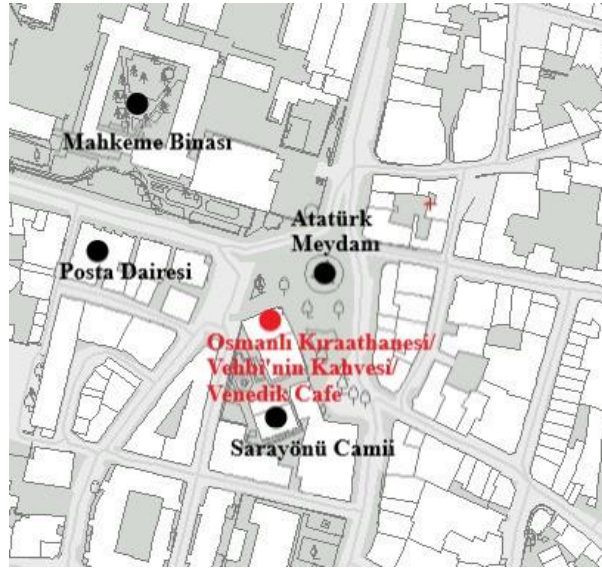 Mahkeme Binası
Atatürk
Meydanı
Posta Dairesi
Osmanlı Kıraathanesi/
Vehbi'nin Kahvesi/
Venedik Cafe
Sarayönü Camii